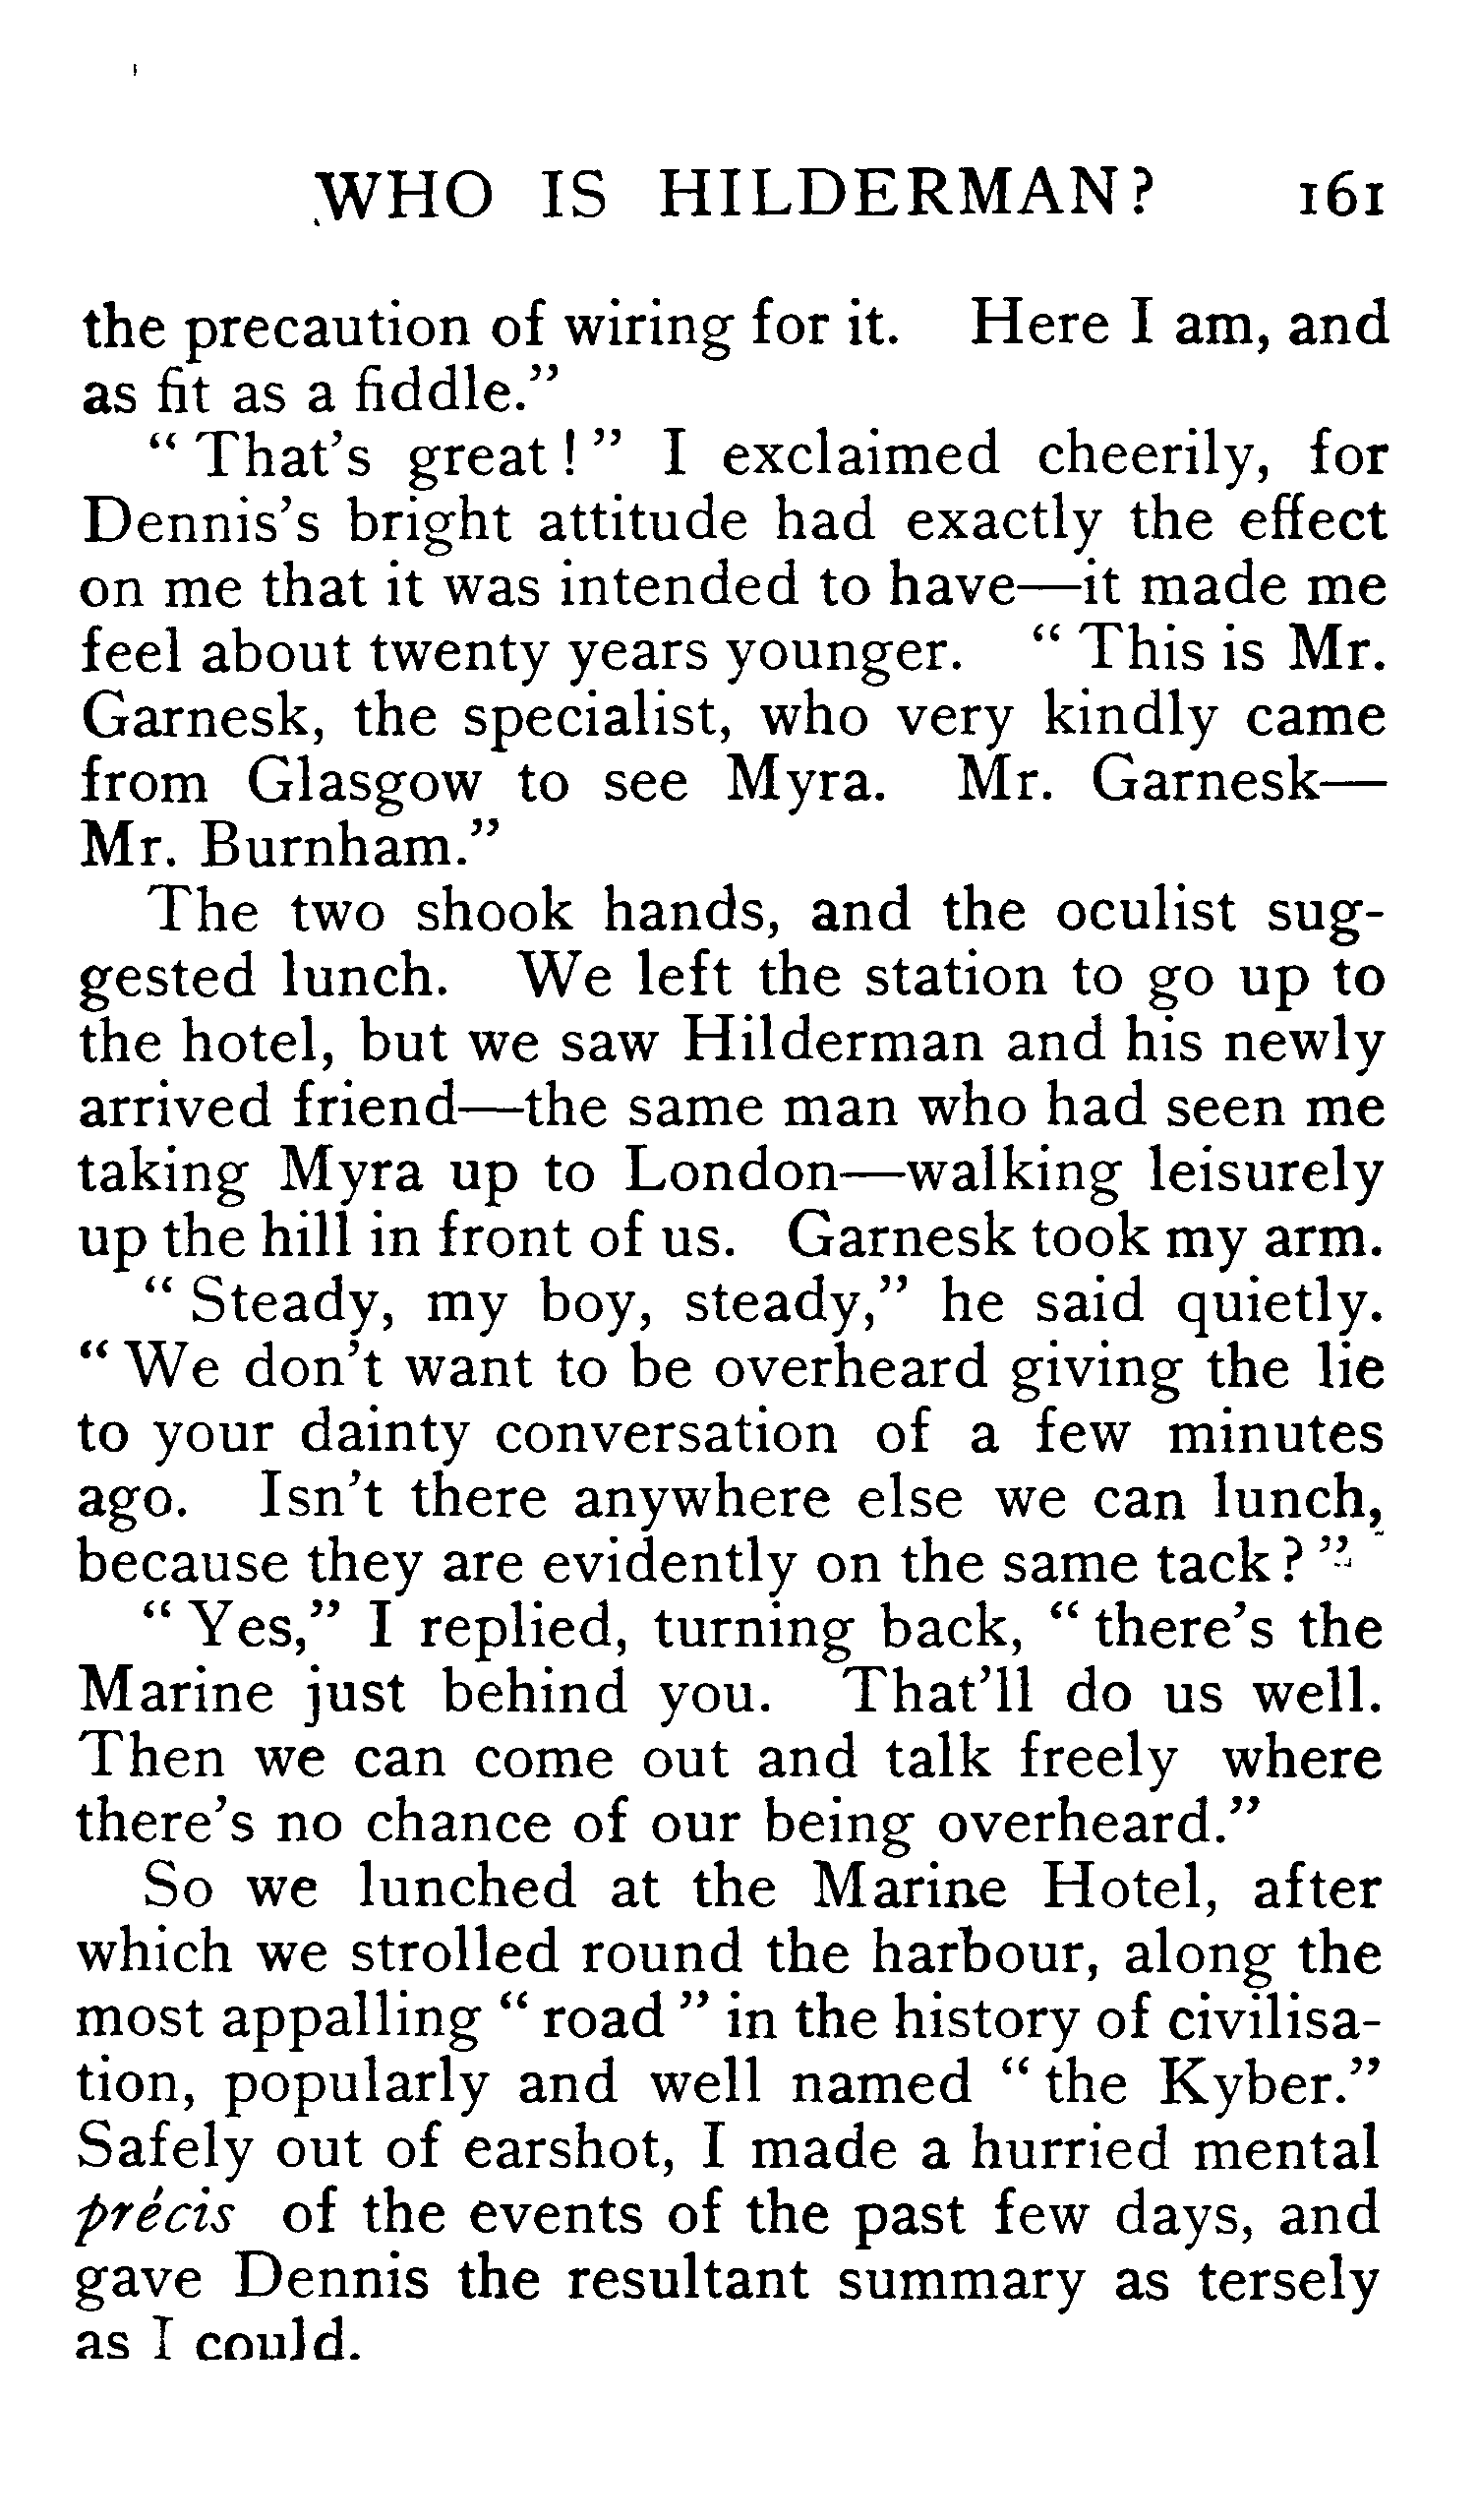 WHO IS HILDERMAN? 161
the precaution of wiring for it. Here I am, and
as fit as a fiddle."
"That's great!" I exclaimed cheerily, for
Dennis's bright attitude had exactly the effect
on me that it was intended to have—it made me
feel about twenty years younger. "This is Mr.
Garnesk, the specialist, who very kindly came
from Glasgow to see Myra. Mr. Garnesk—
Mr. Burnham."
The two shook hands, and the oculist sug-
gested lunch. We left the station to go up to
the hotel, but we saw Hilderman and his newly
arrived friend—the same man who had seen me
taking Myra up to London—walking leisurely
up the hill in front of us. Garnesk took my arm.
"Steady, my boy, steady," he said quietly.
"We don't want to be overheard giving the lie
to your dainty conversation of a few minutes
ago. Isn't there anywhere else we can lunch,
because they are evidently on the same tack?"
"Yes," I replied, turning back, "there's the
Marine just behind you. That'll do us well.
Then we can come out and talk freely where
there's no chance of our being overheard."
So we lunched at the Marine Hotel, after
which we strolled round the harbour, along the
most appalling "road" in the history of civilisa-
tion, popularly and well named "the Kyber."
Safely out of earshot, I made a hurried mental
précis of the events of the past few days, and
gave Dennis the resultant summary as tersely
as I could.